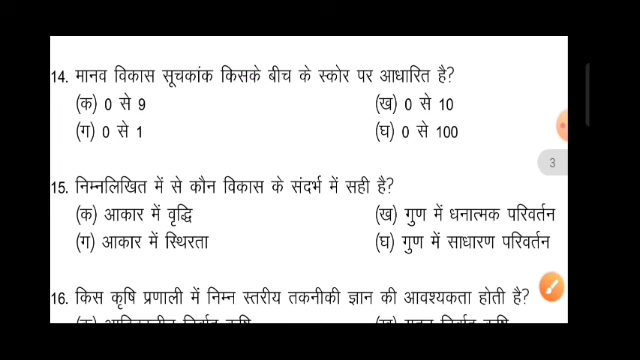 14. मानव विकास सूचकांक किसके बीच के स्कोर पर आधारित है?
(क) 0 से 9 (ख) 0 से 10
(ग) 0 से 1 (घ) 0 से 100
3
15. निम्नलिखित में से कौन विकास के संदर्भ में सही है?
(क) आकार में वृद्धि (ख) गुण में धनात्मक परिवर्तन
(ग) आकार में स्थिरता (घ) गुण में साधारण परिवर्तन
16. किस कृषि प्रणाली में निम्न स्तरीय तकनीकी ज्ञान की आवश्यकता होती है?